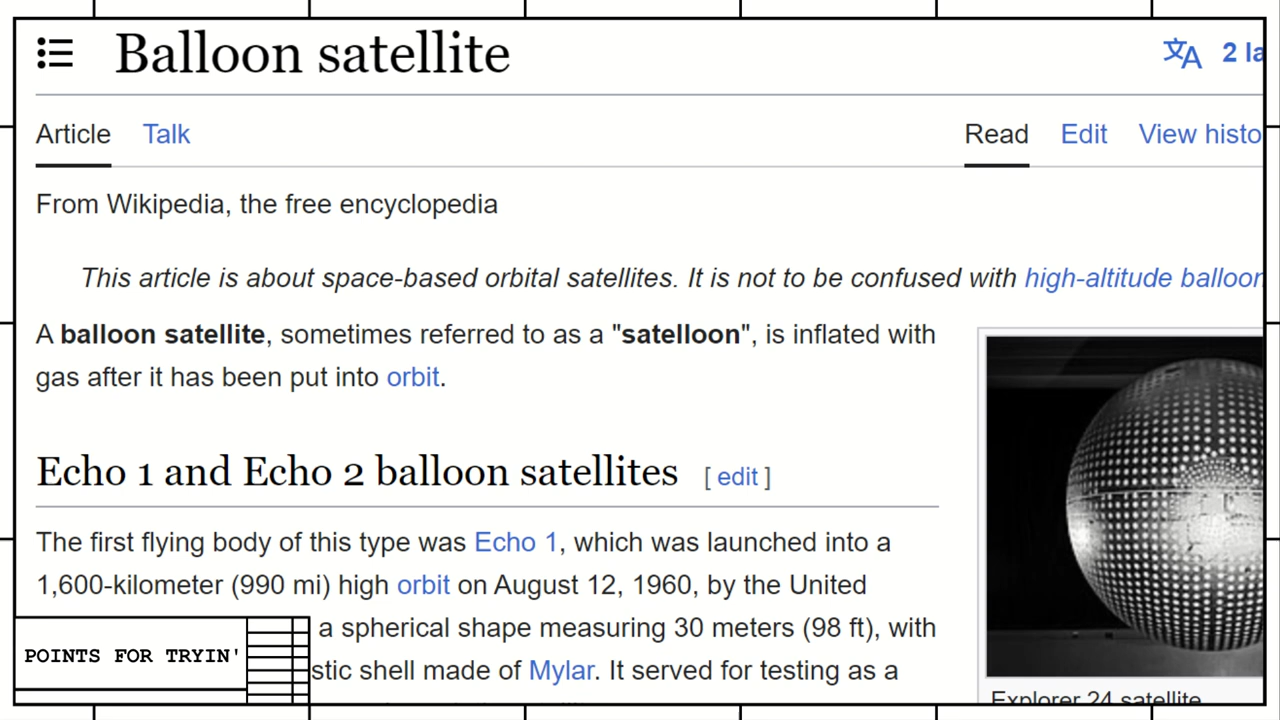 Balloon satellite
2 la
Article Talk Read Edit View histo
From Wikipedia, the free encyclopedia
This article is about space-based orbital satellites. It is not to be confused with high-altitude balloon
A balloon satellite, sometimes referred to as a "satelloon", is inflated with
gas after it has been put into orbit.
Echo 1 and Echo 2 balloon satellites [ edit ]
The first flying body of this type was Echo 1, which was launched into a
1,600-kilometer (990 mi) high orbit on August 12, 1960, by the United
a spherical shape measuring 30 meters (98 ft), with
stic shell made of Mylar. It served for testing as a
Explorer 24 satellite
POINTS FOR TRYIN'